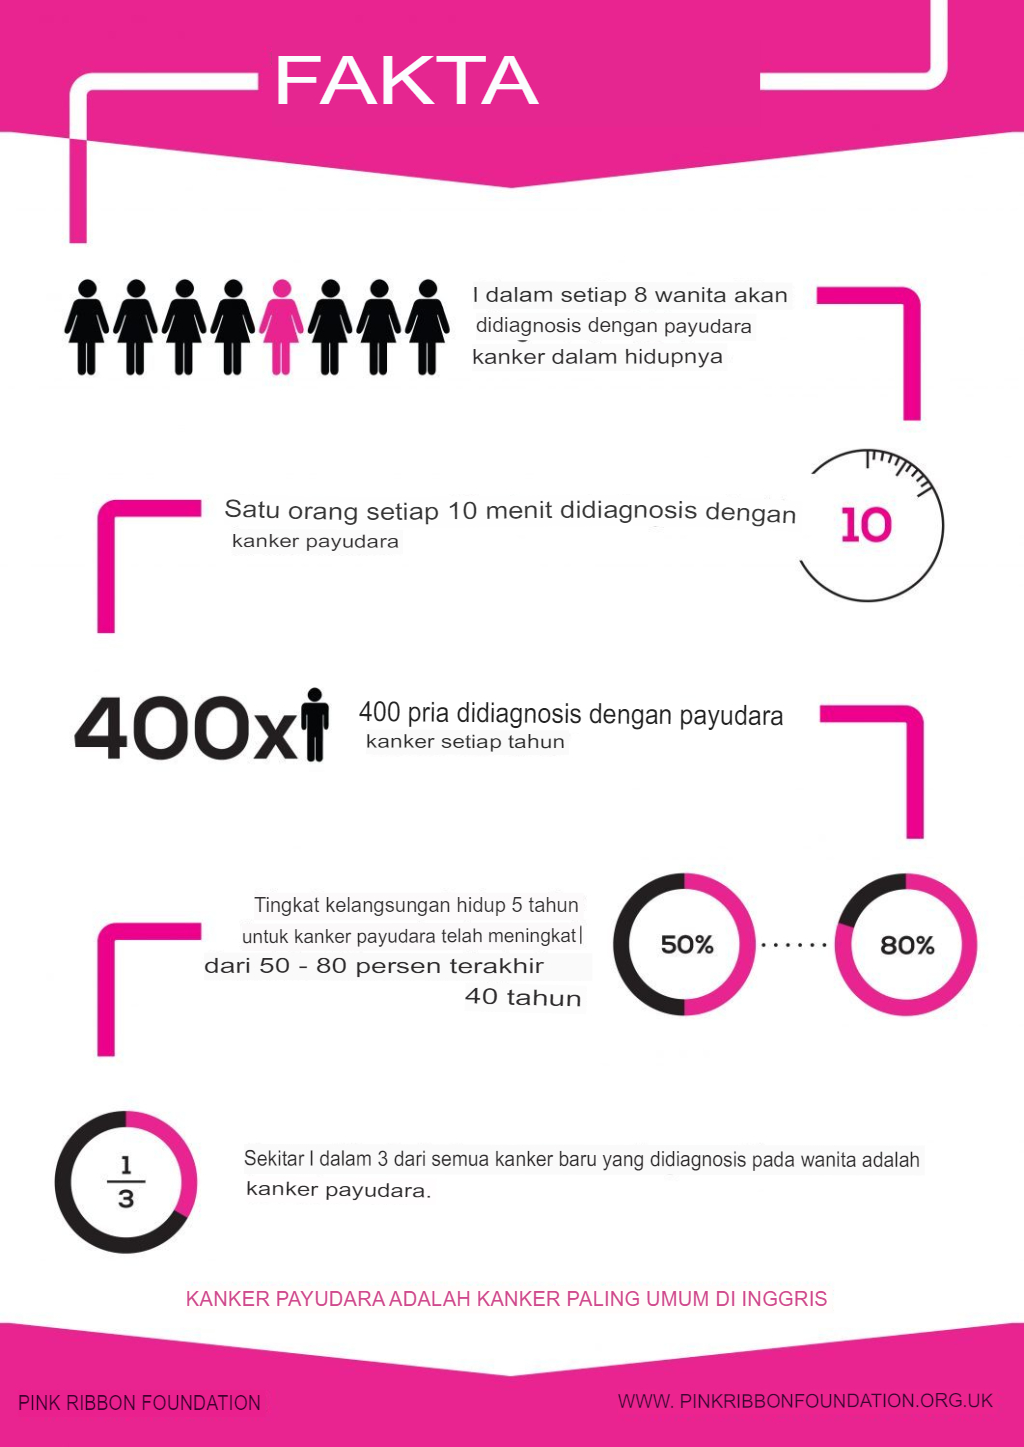 FAKTA
I dalam setiap 8 wanita akan
didiagnosis dengan payudara
kanker dalam hidupnya
Satu orang setiap 10 menit didiagnosis dengan
kanker payudara
10
400x
400 pria didiagnosis dengan payudara
kanker setiap tahun
Tingkat kelangsungan hidup 5 tahun
untuk kanker payudara telah meningkat|
dari 50 - 80 persen terakhir
40 tahun
50%
80%
1
3
Sekitar I dalam 3 dari semua kanker baru yang didiagnosis pada wanita adalah
kanker payudara.
KANKER PAYUDARA ADALAH KANKER PALING UMUM DI INGGRIS
PINK RIBBON FOUNDATION
WWW. PINKRIBBONFOUNDATION.ORG.UK